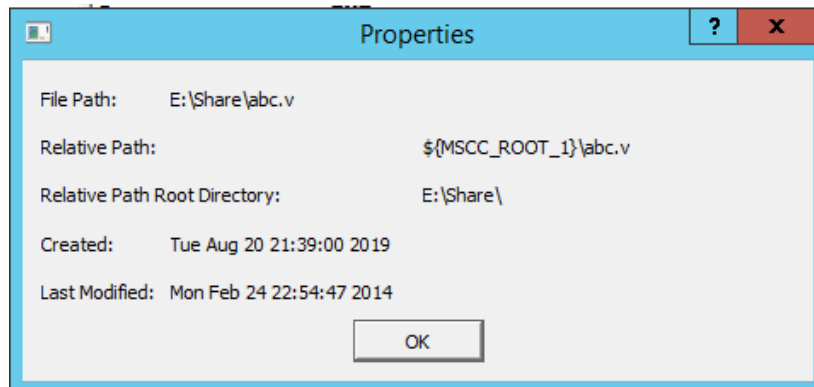 Properties
?
x
File Path: E:\Share\abc.v
Relative Path: ${MSCC_ROOT_1}\abc.v
Relative Path Root Directory: E:\Share\
Created: Tue Aug 20 21:39:00 2019
Last Modified: Mon Feb 24 22:54:47 2014
OK